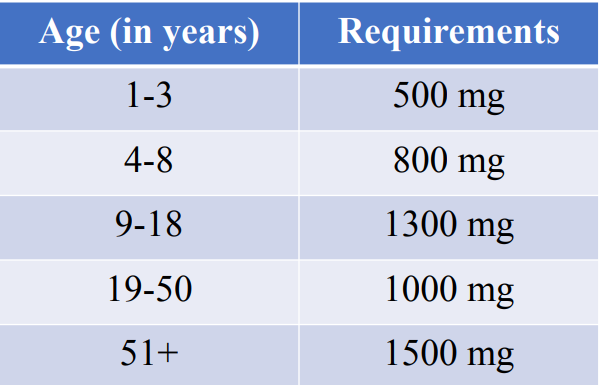 Age (in years) Requirements
1-3 500 mg
4-8 800 mg
9-18 1300 mg
19-50 1000 mg
51+ 1500 mg